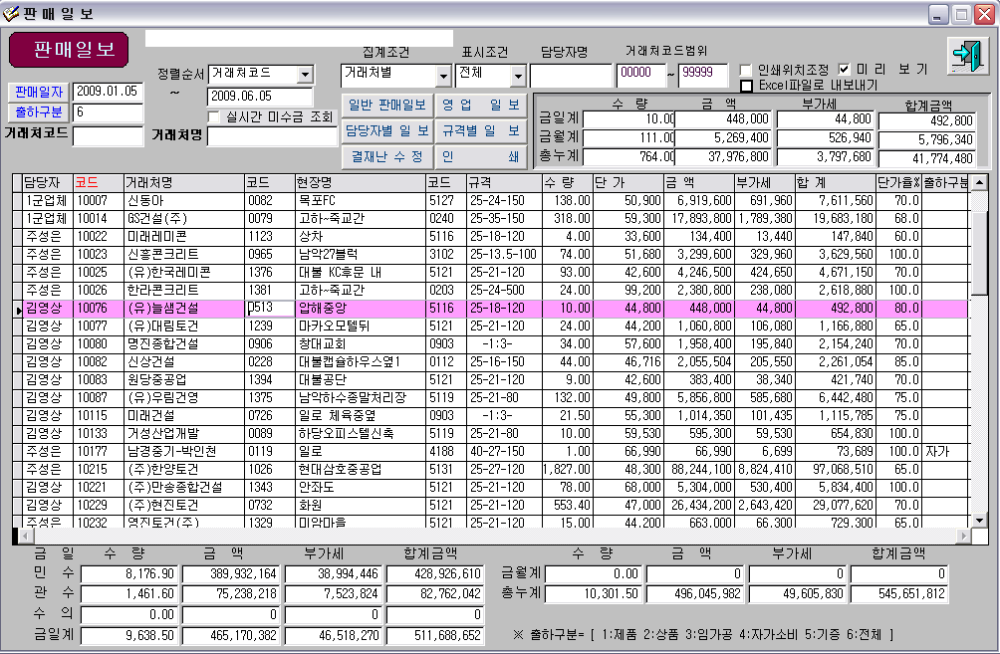 판 매 일 보
판매일보
집계조건 표시조건 담당자명 거래처코드범위
정렬순서 거래처코드 거래처별 전체 00000 ~ 99999 인쇄위치조정 미 리 보 기
판매일자 2009.01.05 ~ 2009.06.05 Excel파일로 내보내기
출하구분 6 실시간 미수금 조회
거래처코드 거래처명
일반 판매일보 영 업 일 보
담당자별 일 보 규격별 일 보
결재난 수 정 인 쇄
수 량 금 액 부가세 합계금액
금일계 10.00 448,000 44,800 492,800
금월계 111.00 5,269,400 526,940 5,796,340
총누계 764.00 37,976,800 3,797,680 41,774,480
담당자 코드 거래처명 코드 현장명 코드 규격 수 량 단 가 금 액 부가세 합 계 단가율% 출하구분
1군업체 10007 신동아 0082 목포FC 5127 25-24-150 138.00 50,900 6,919,600 691,960 7,611,560 70.0
1군업체 10014 GS건설(주) 0079 고하~죽교간 0240 25-35-150 318.00 59,300 17,893,800 1,789,380 19,683,180 68.0
주성은 10022 미래레미콘 1123 상차 5116 25-18-120 4.00 33,600 134,400 13,440 147,840 60.0
주성은 10023 신흥콘크리트 0965 남악27블럭 3102 25-13.5-100 74.00 51,680 3,299,600 329,960 3,629,560 100.0
주성은 10025 (유)한국레미콘 1376 대불 KC후문 내 5121 25-21-120 93.00 42,600 4,246,500 424,650 4,671,150 70.0
주성은 10026 한라콘크리트 1381 고하~죽교간 0203 25-24-500 24.00 99,200 2,380,800 238,080 2,618,880 100.0
김영상 10076 (유)늘샘건설 0513 압해중앙 5116 25-18-120 10.00 44,800 448,000 44,800 492,800 80.0
김영상 10077 (유)대림토건 1239 마카오모텔뒤 5121 25-21-120 24.00 44,200 1,060,800 106,080 1,166,880 65.0
김영상 10080 명진종합건설 0906 창대교회 0903 -1:3- 34.00 57,600 1,958,400 195,840 2,154,240 70.0
김영상 10082 신상건설 0228 대불캡슐하우스옆1 0112 25-16-150 44.00 46,716 2,055,504 205,550 2,261,054 85.0
김영상 10083 원당중공업 1394 대불공단 5121 25-21-120 9.00 42,600 383,400 38,340 421,740 70.0
김영상 10087 (유)우림건영 1375 남악하수종말처리장 5119 25-21-80 132.00 49,800 5,856,800 585,680 6,442,480 75.0
김영상 10115 미래건설 0726 일로 체육중옆 0903 -1:3- 21.50 55,300 1,014,350 101,435 1,115,785 75.0
김영상 10133 거성산업개발 0089 하당오피스텔신축 5119 25-21-80 10.00 59,530 595,300 59,530 654,830 100.0
주성은 10177 남경중기-박인천 0119 일로 4188 40-27-150 1.00 66,990 66,990 6,699 73,689 100.0 자가
주성은 10215 (주)한양토건 1026 현대삼호중공업 5131 25-27-120 1,827.00 48,300 88,244,100 8,824,410 97,068,510 65.0
김영상 10221 (주)만송종합건설 1343 안좌도 5121 25-21-120 78.00 68,000 5,304,000 530,400 5,834,400 100.0
김영상 10229 (주)현진토건 0732 화원 5121 25-21-120 553.40 47,000 26,434,200 2,643,420 29,077,620 70.0
주성은 10232 영진토건(주) 1329 미암마을 5121 25-21-120 15.00 44,200 663,000 66,300 729,300 65.0
금 일 수 량 금 액 부가세 합계금액 수 량 금 액 부가세 합계금액
민 수 8,176.90 389,932,164 38,994,446 428,926,610 금월계 0.00 0 0 0
관 수 1,461.60 75,238,218 7,523,824 82,762,042 총누계 10,301.50 496,045,982 49,605,830 545,651,812
수 의 0.00 0 0 0
금일계 9,638.50 465,170,382 46,518,270 511,688,652 ※ 출하구분= [ 1:제품 2:상품 3:임가공 4:자가소비 5:기증 6:전체 ]